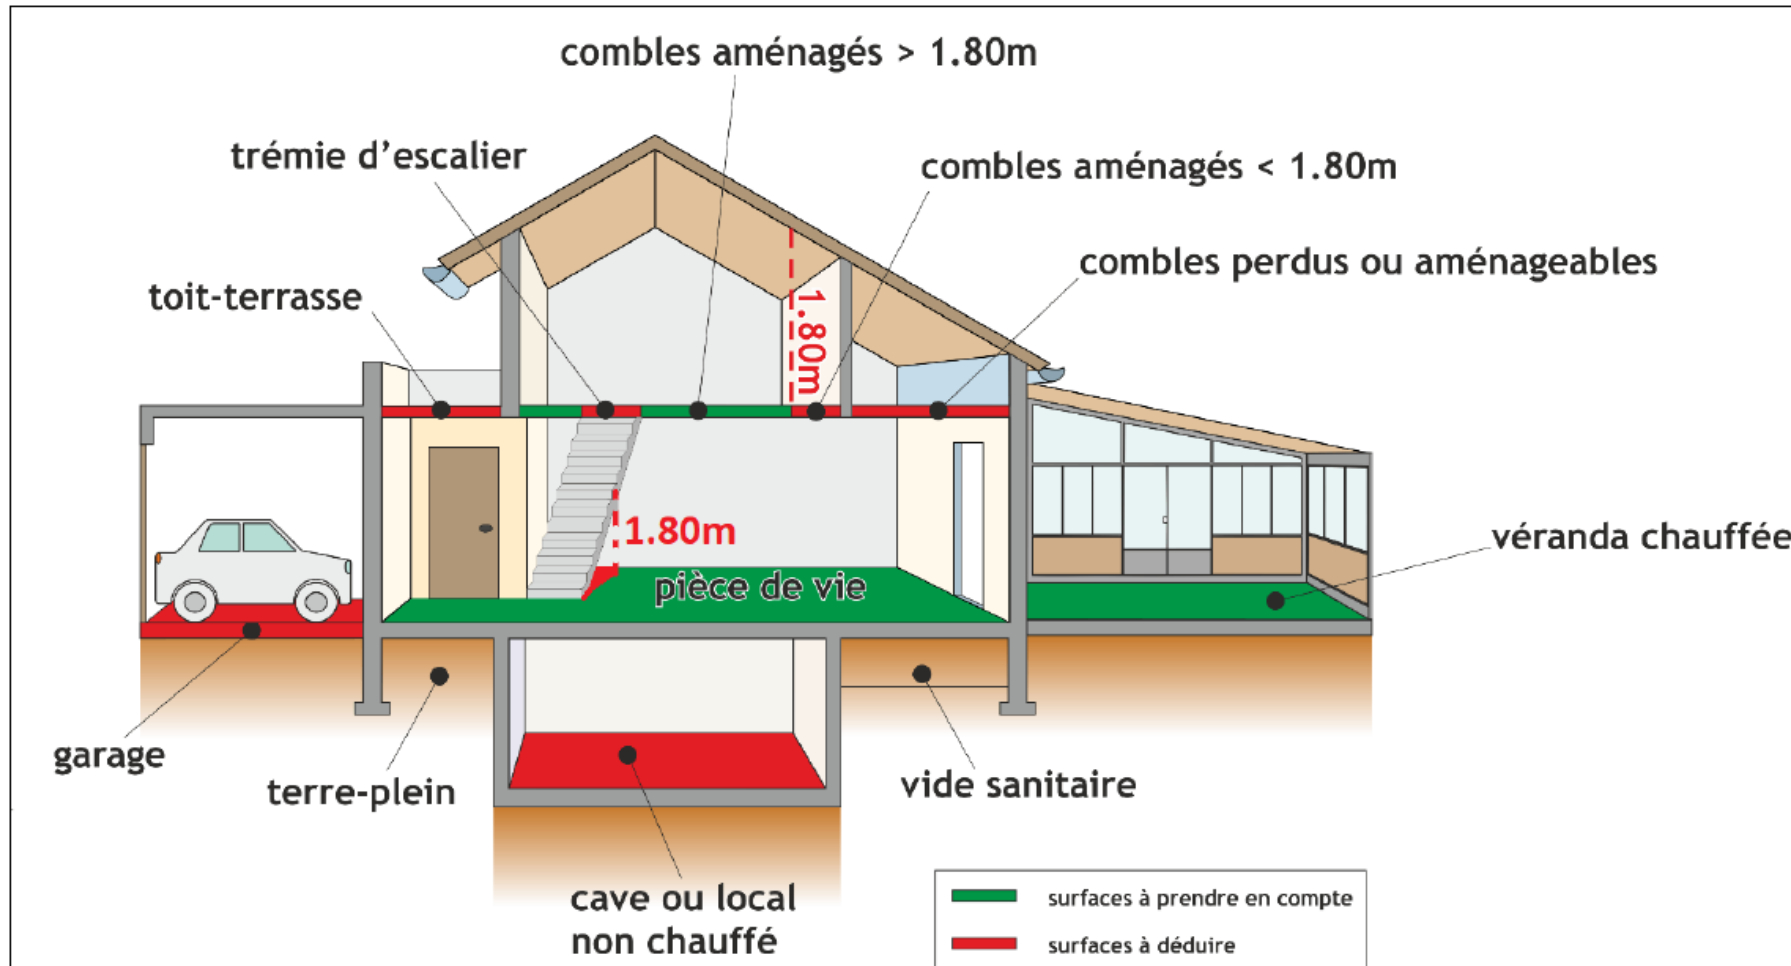 combles aménagés > 1.80m
trémie d’escalier
combles aménagés < 1.80m
combles perdus ou aménageables
toit-terrasse
1.80m
1.80m
pièce de vie
véranda chauffée
garage
terre-plein
vide sanitaire
cave ou local
non chauffé
surfaces à prendre en compte
surfaces à déduire